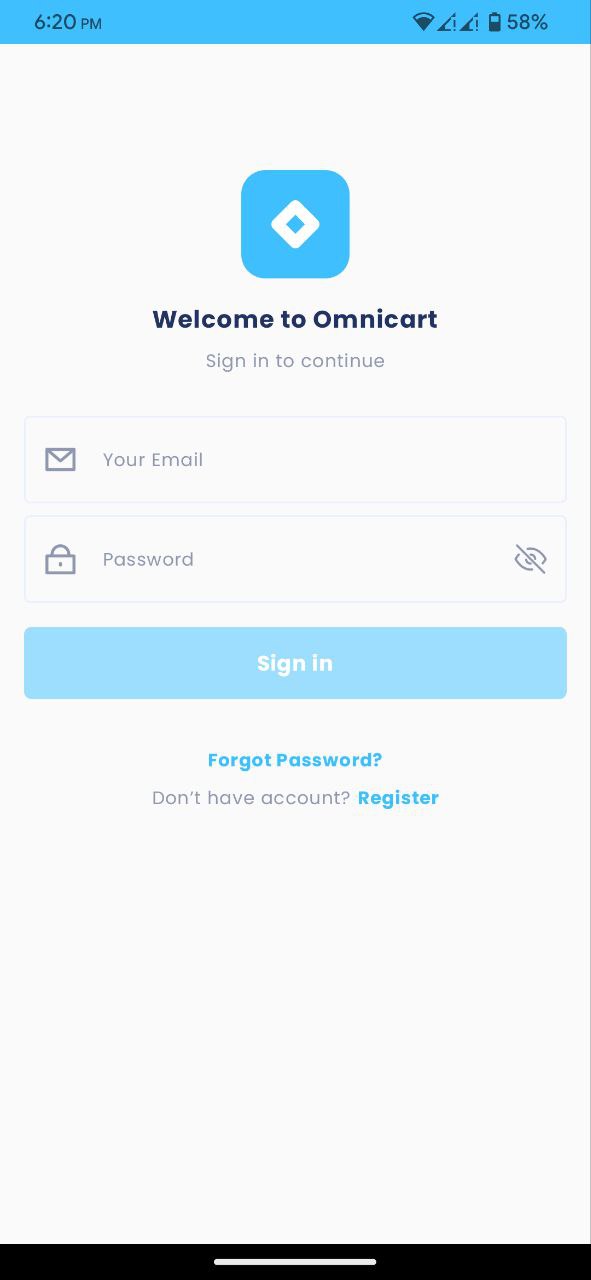 6:20 PM 58%
Welcome to Omnicart
Sign in to continue
Your Email
Password
Sign in
Forgot Password?
Don’t have account? Register